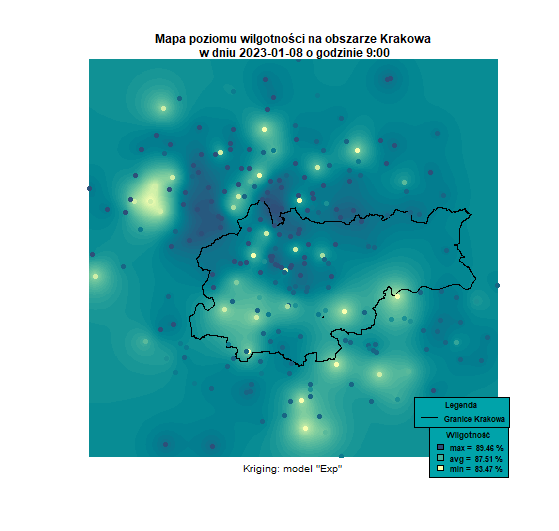 Mapa poziomu wilgotności na obszarze Krakowa
w dniu 2023-01-08 o godzinie 9:00
Legenda
Granice Krakowa
Wilgotność
max = 89.46 %
avg = 87.51 %
min = 83.47 %
Kriging: model "Exp"